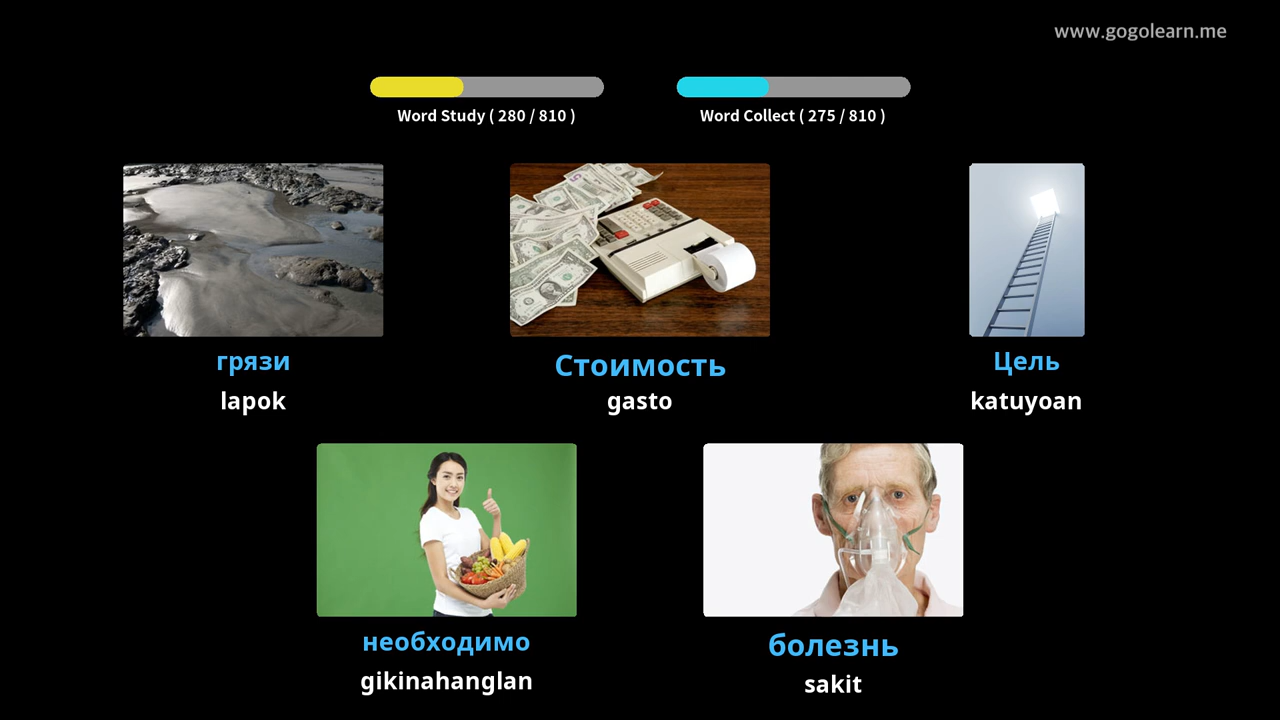 www.gogolearn.me
Word Study ( 280 / 810 )
Word Collect ( 275 / 810 )
грязи
lapok
Стоимость
gasto
Цель
katuyoan
необходимо
gikinahanglan
болезнь
sakit